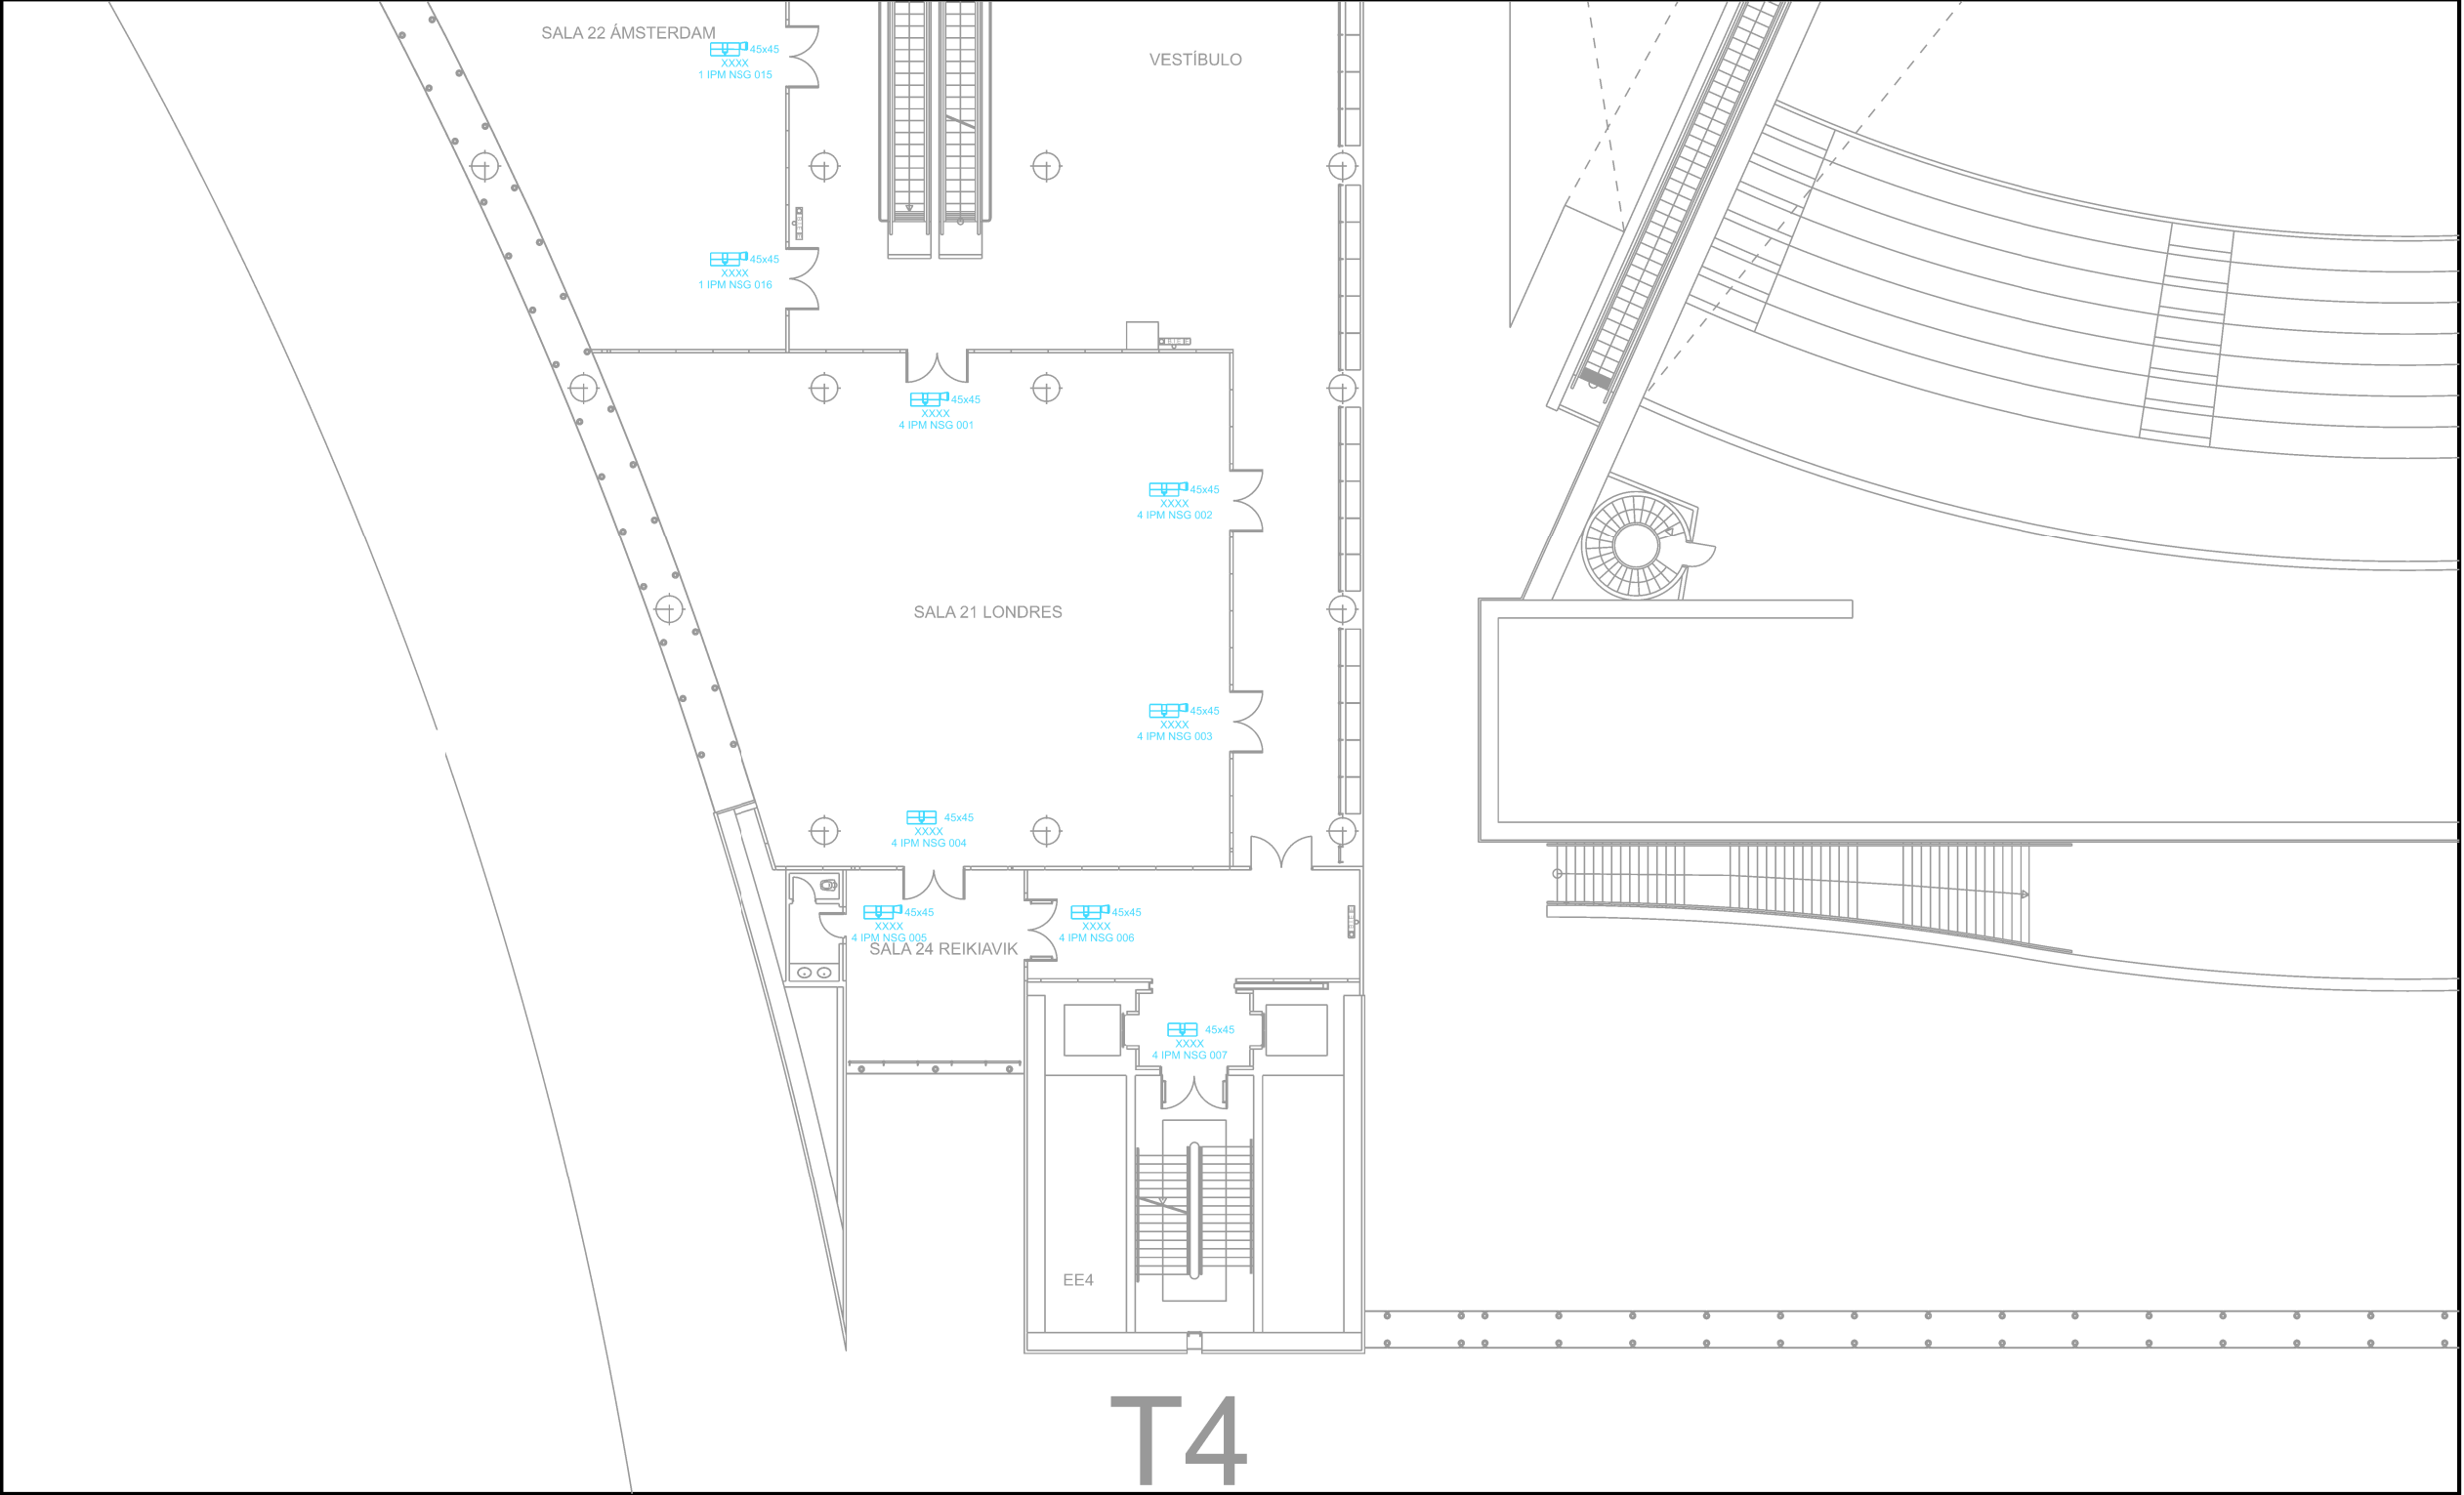 SALA 22 ÁMSTERDAM
45x45
XXXX
1 IPM NSG 015
VESTÍBULO
45x45
XXXX
1 IPM NSG 016
45x45
XXXX
4 IPM NSG 001
45x45
XXXX
4 IPM NSG 002
SALA 21 LONDRES
45x45
XXXX
4 IPM NSG 003
45x45
XXXX
4 IPM NSG 004
45x45
XXXX
4 IPM NSG 005
45x45
XXXX
4 IPM NSG 006
SALA 24 REIKIAVIK
45x45
XXXX
4 IPM NSG 007
EE4
T4